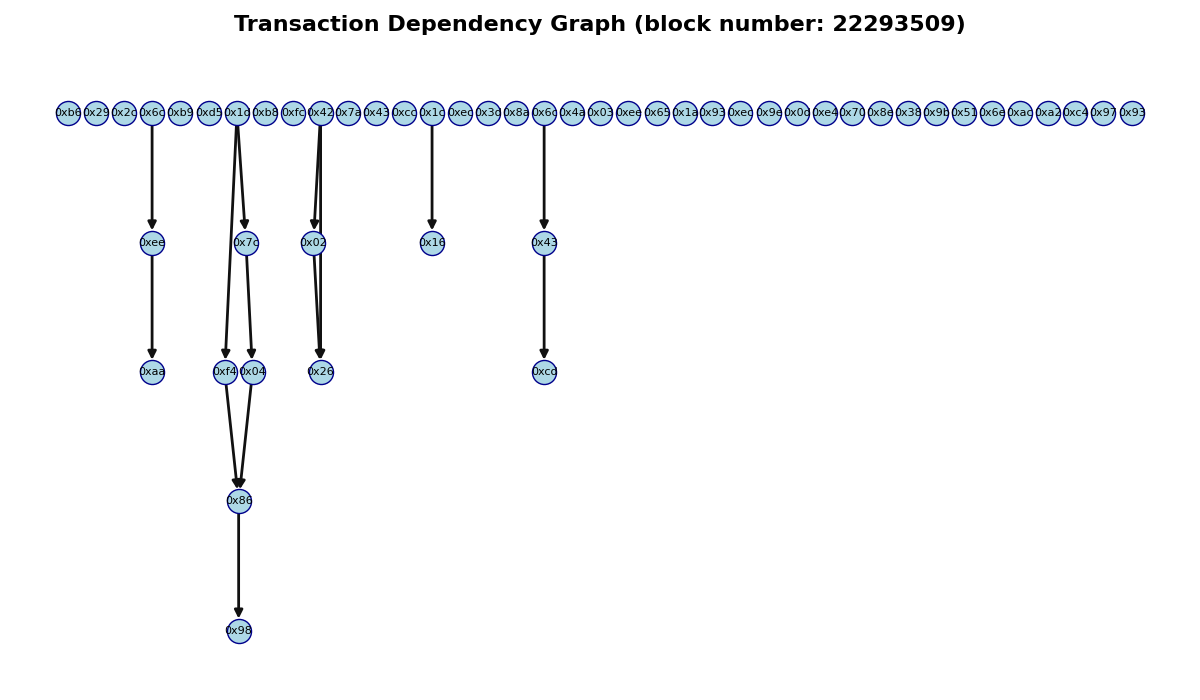 Transaction Dependency Graph (block number: 22293509)
0xb6 0x29 0x2c 0x6c 0xb9 0xd5 0x1d 0xb8 0xfc 0x42 0x7a 0x43 0xcc 0x1c 0xec 0x3d 0x8a 0x6c 0x4a 0x03 0xee 0x65 0x1a 0x93 0xec 0x9e 0x0d 0xe4 0x70 0x8e 0x38 0x9b 0x51 0x6e 0xac 0xa2 0xc4 0x97 0x93
0xee 0x7c 0x02 0x16 0x43
0xaa 0xf4 0x04 0x26 0xcd
0x86
0x98